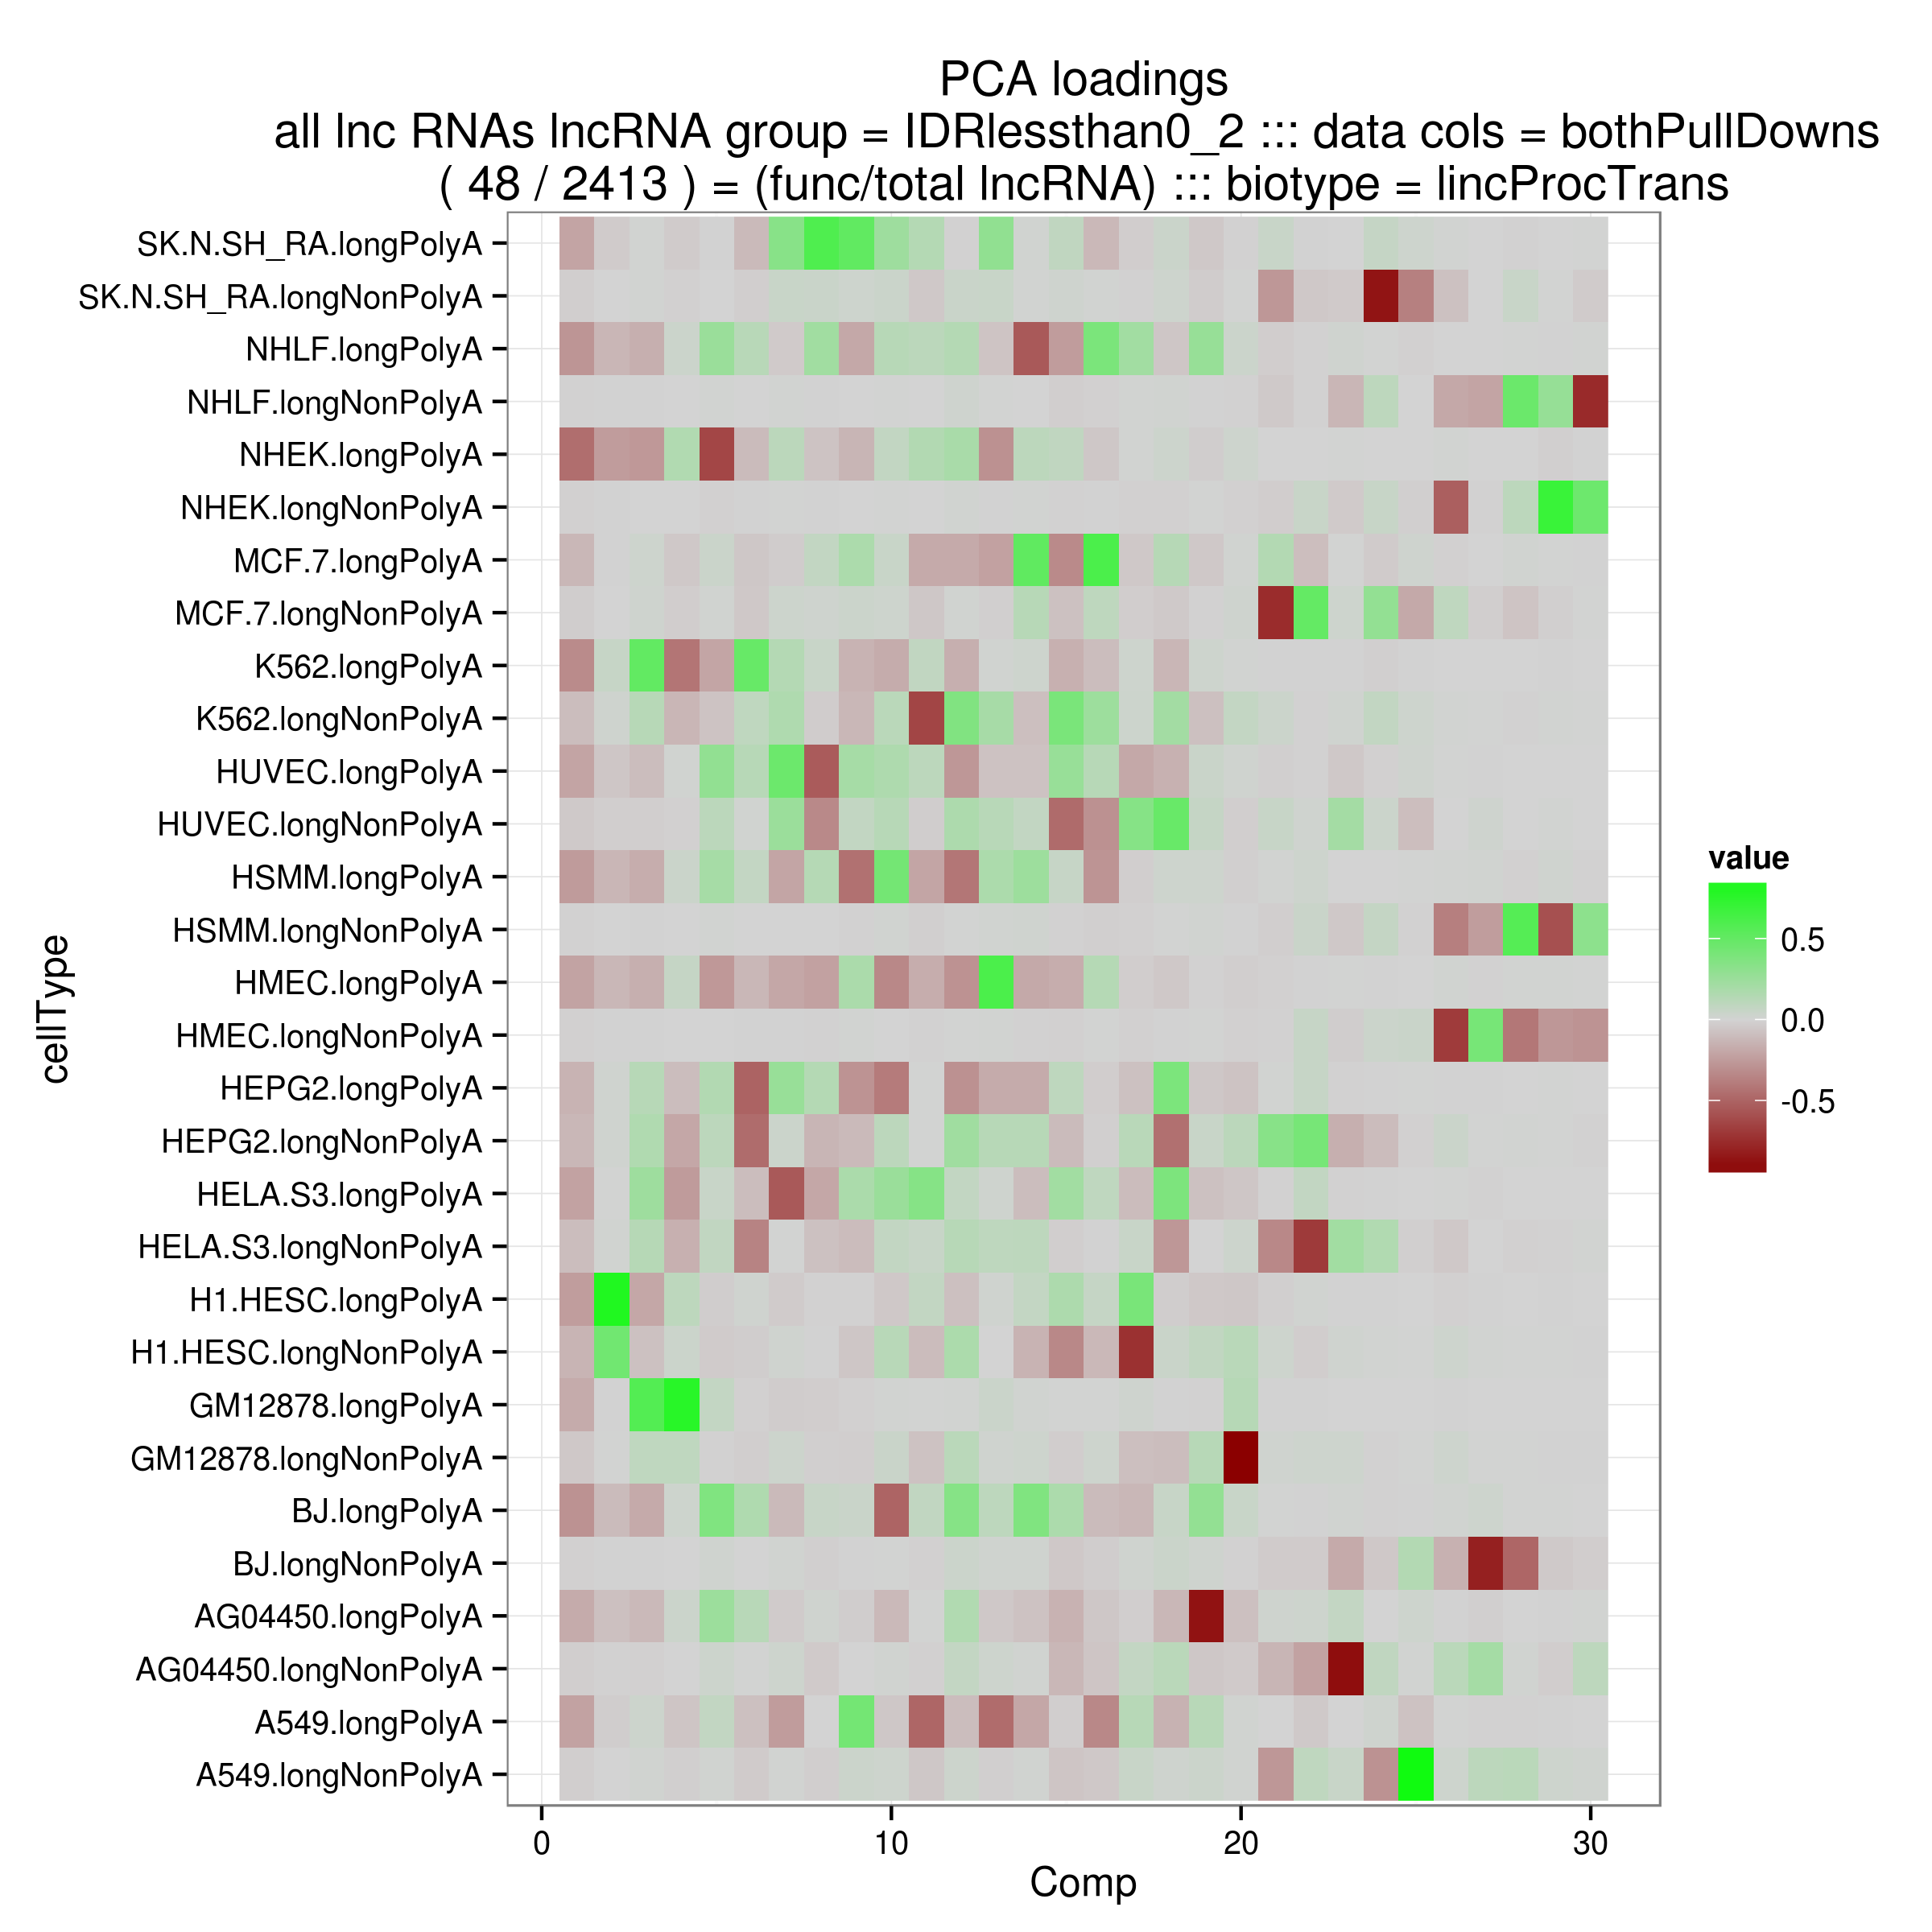 PCA loadings
all lnc RNAs lncRNA group = IDRlessthan0_2 ::: data cols = bothPullDowns
( 48 / 2413 ) = (func/total lncRNA) ::: biotype = lincProcTrans
SK.N.SH_RA.longPolyA
SK.N.SH_RA.longNonPolyA
NHLF.longPolyA
NHLF.longNonPolyA
NHEK.longPolyA
NHEK.longNonPolyA
MCF.7.longPolyA
MCF.7.longNonPolyA
K562.longPolyA
K562.longNonPolyA
HUVEC.longPolyA
HUVEC.longNonPolyA
HSMM.longPolyA
HSMM.longNonPolyA
HMEC.longPolyA
HMEC.longNonPolyA
HEPG2.longPolyA
HEPG2.longNonPolyA
HELA.S3.longPolyA
HELA.S3.longNonPolyA
H1.HESC.longPolyA
H1.HESC.longNonPolyA
GM12878.longPolyA
GM12878.longNonPolyA
BJ.longPolyA
BJ.longNonPolyA
AG04450.longPolyA
AG04450.longNonPolyA
A549.longPolyA
A549.longNonPolyA
cellType
0 10 20 30
Comp
value
0.5
0.0
-0.5